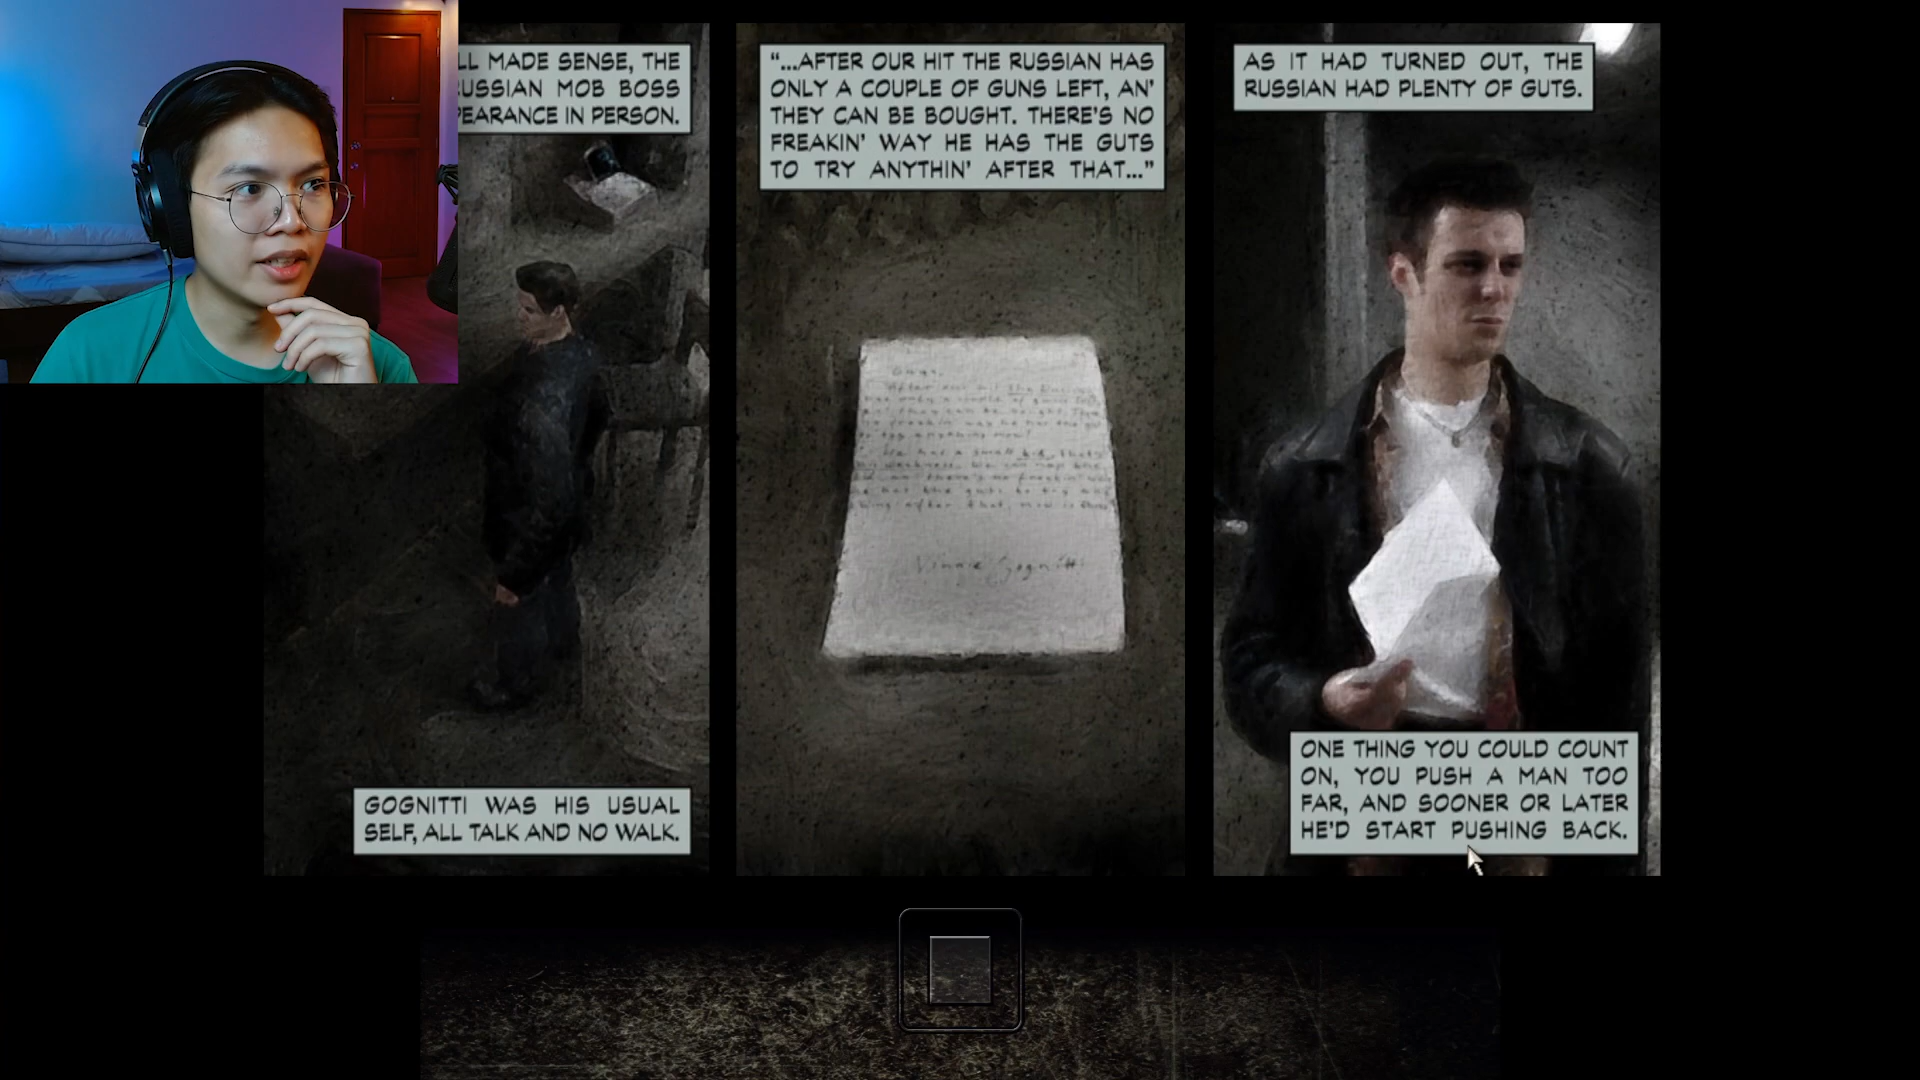 LL MADE SENSE, THE
RUSSIAN MOB BOSS
PEARANCE IN PERSON.
GOGNITTI WAS HIS USUAL
SELF, ALL TALK AND NO WALK.
"...AFTER OUR HIT THE RUSSIAN HAS
ONLY A COUPLE OF GUNS LEFT, AN'
THEY CAN BE BOUGHT. THERE'S NO
FREAKIN' WAY HE HAS THE GUTS
TO TRY ANYTHIN' AFTER THAT..."
Vinnie Gognitti
AS IT HAD TURNED OUT, THE
RUSSIAN HAD PLENTY OF GUTS.
ONE THING YOU COULD COUNT
ON, YOU PUSH A MAN TOO
FAR, AND SOONER OR LATER
HE'D START PUSHING BACK.